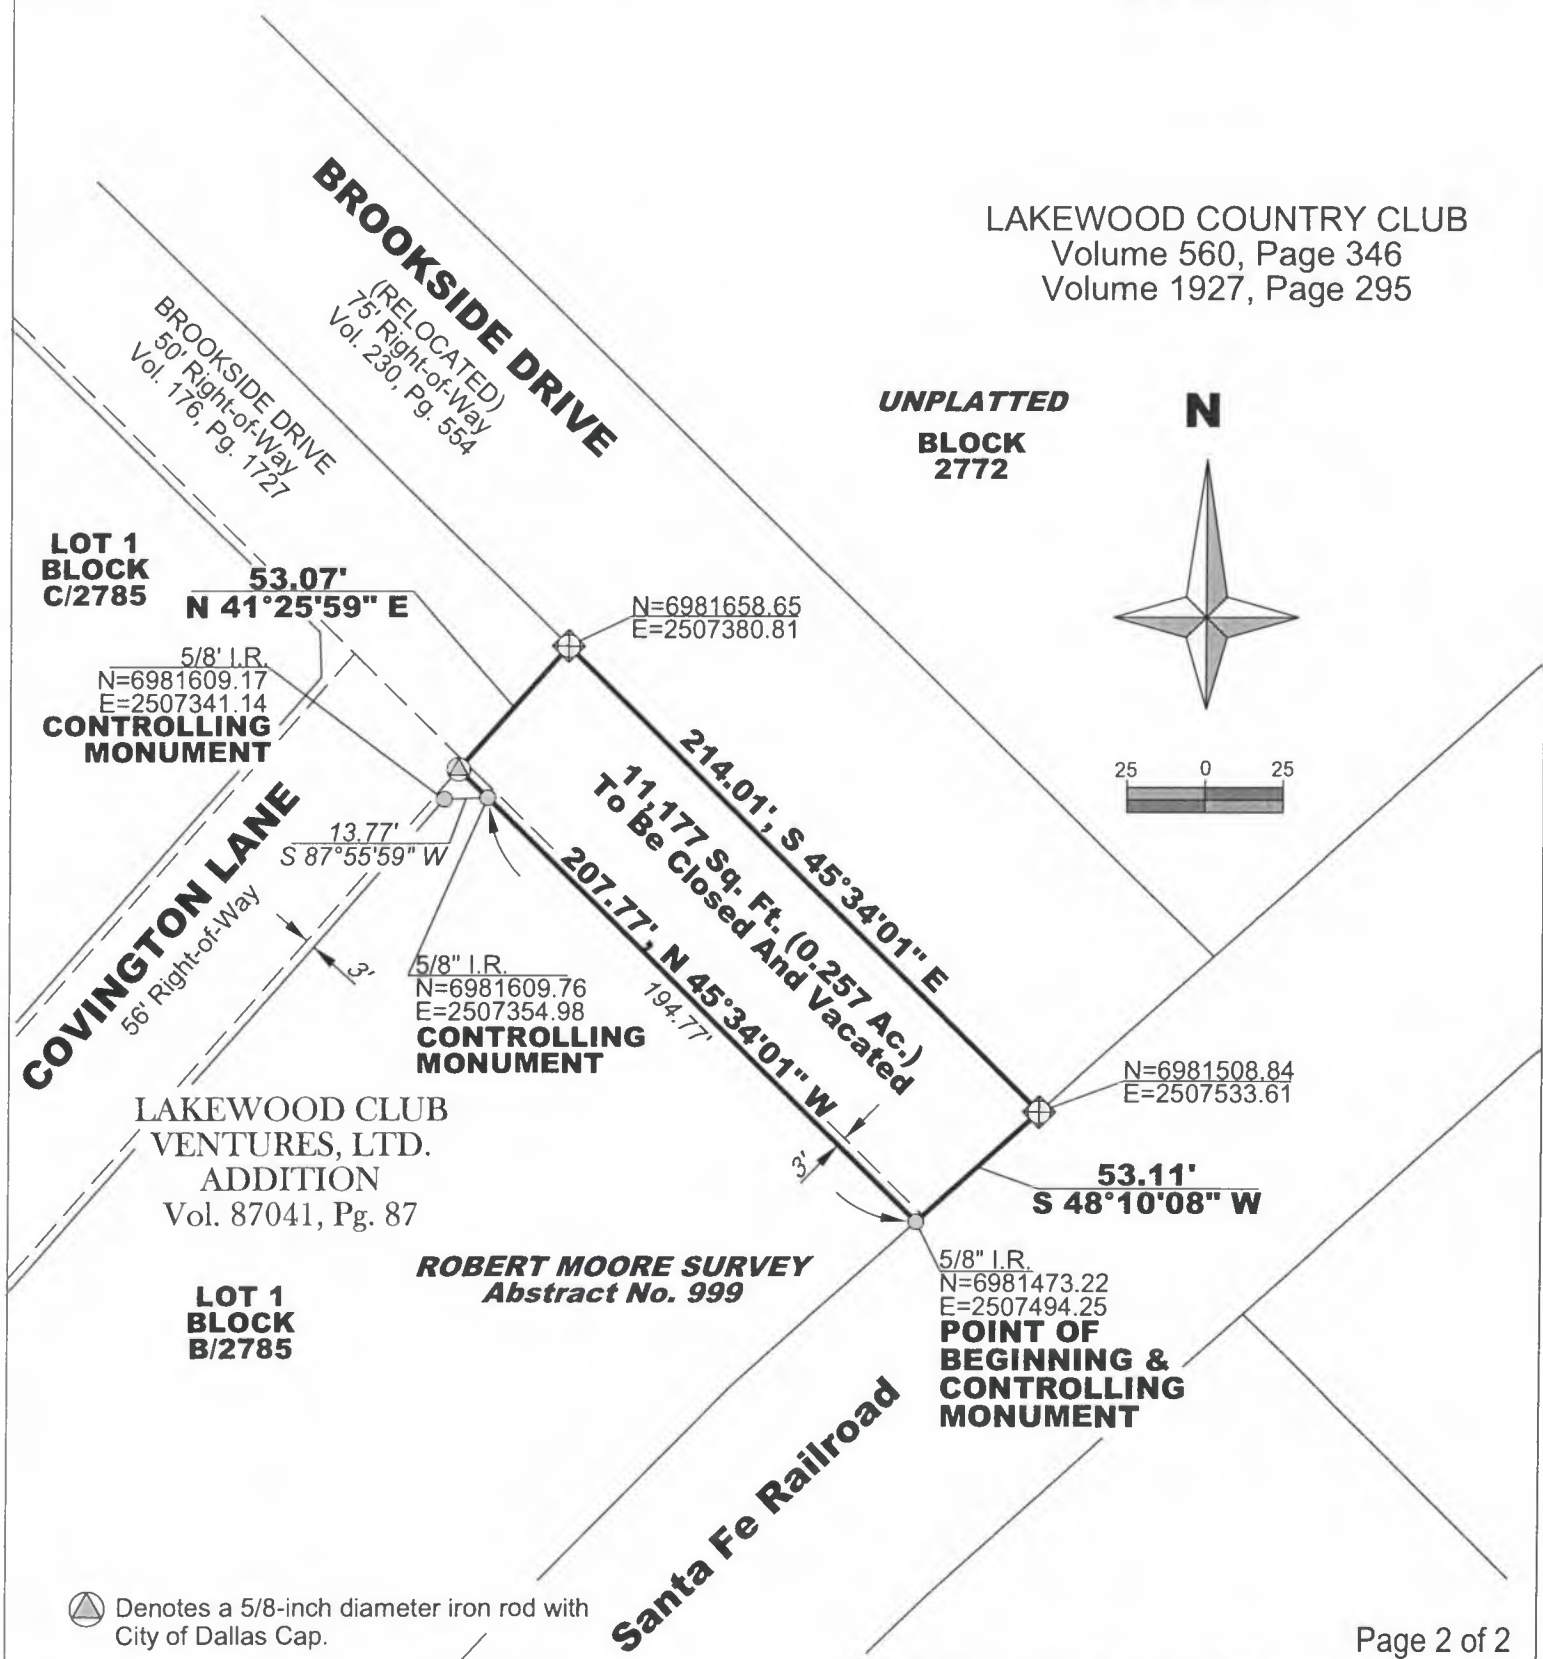 BROOKSIDE DRIVE
(RELOCATED)
75' Right-of-Way
Vol. 230, Pg. 554
LAKEWOOD COUNTRY CLUB
Volume 560, Page 346
Volume 1927, Page 295
BROOKSIDE DRIVE
50' Right-of-Way
Vol. 176, Pg. 1727
UNPLATTED
BLOCK
2772
N
LOT 1
BLOCK
C/2785
53.07'
N 41°25'59" E
N=6981658.65
E=2507380.81
5/8' I.R.
N=6981609.17
E=2507341.14
CONTROLLING
MONUMENT
25 0 25
214.01', S 45°34'01" E
11,177 Sq. Ft. (0.257 Ac.)
To Be Closed And Vacated
207.77', N 45°34'01" W
194.77'
13.77'
S 87°55'59" W
COVINGTON LANE
56' Right-of-Way
3'
5/8" I.R.
N=6981609.76
E=2507354.98
CONTROLLING
MONUMENT
N=6981508.84
E=2507533.61
3'
53.11'
S 48°10'08" W
LAKEWOOD CLUB
VENTURES, LTD.
ADDITION
Vol. 87041, Pg. 87
ROBERT MOORE SURVEY
Abstract No. 999
LOT 1
BLOCK
B/2785
5/8" I.R.
N=6981473.22
E=2507494.25
POINT OF
BEGINNING &
CONTROLLING
MONUMENT
Santa Fe Railroad
Denotes a 5/8-inch diameter iron rod with
City of Dallas Cap.
Page 2 of 2